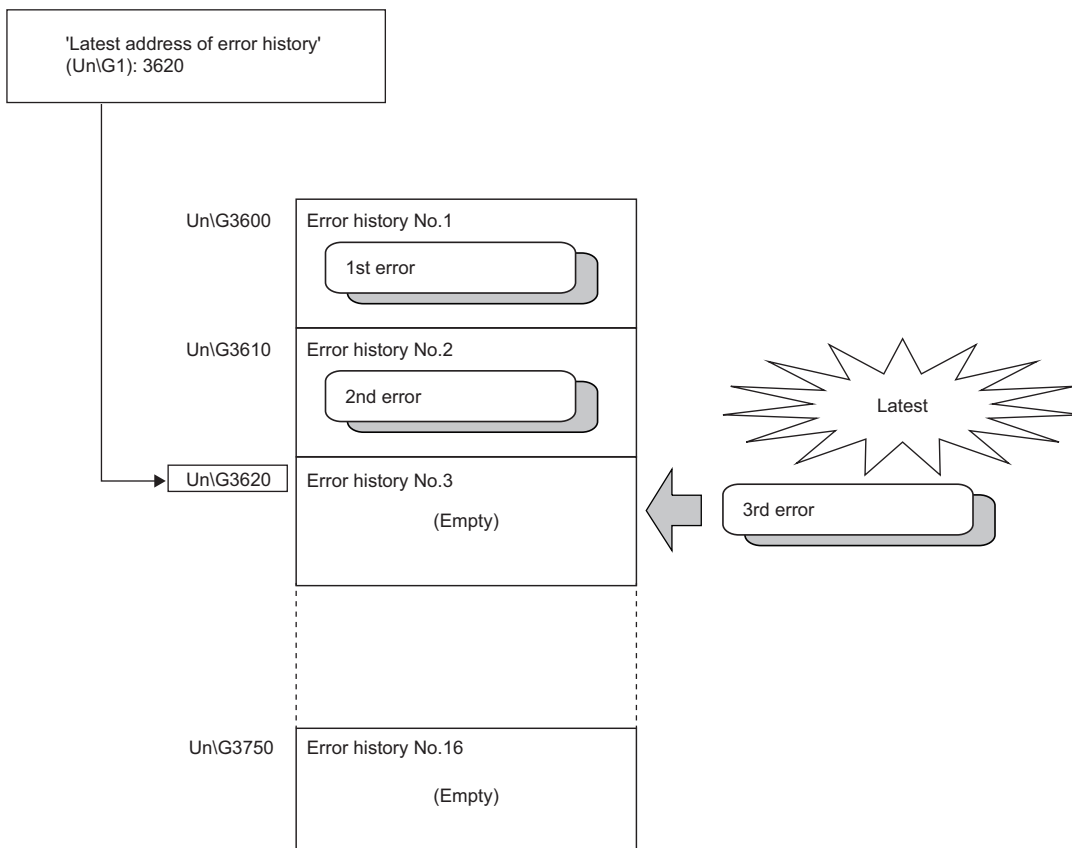 'Latest address of error history'
(Un\G1): 3620
Un\G3600
Error history No.1
1st error
Un\G3610
Error history No.2
2nd error
Latest
Un\G3620
Error history No.3
(Empty)
3rd error
Un\G3750
Error history No.16
(Empty)